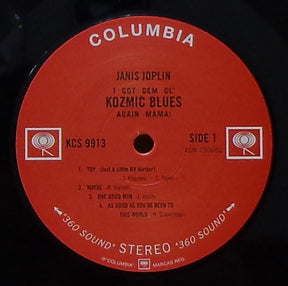 COLUMBIA
JANIS JOPLIN
I GOT DEM OL'
KOZMIC BLUES
AGAIN MAMA!
KCS 9913
SIDE 1
1. TRY (Just A Little Bit Harder)
2. MAYBE
3. ONE GOOD MAN
4. AS GOOD AS YOU'VE BEEN TO
THIS WORLD
"360 SOUND" STEREO "360 SOUND"
"COLUMBIA" MARCAS REG.